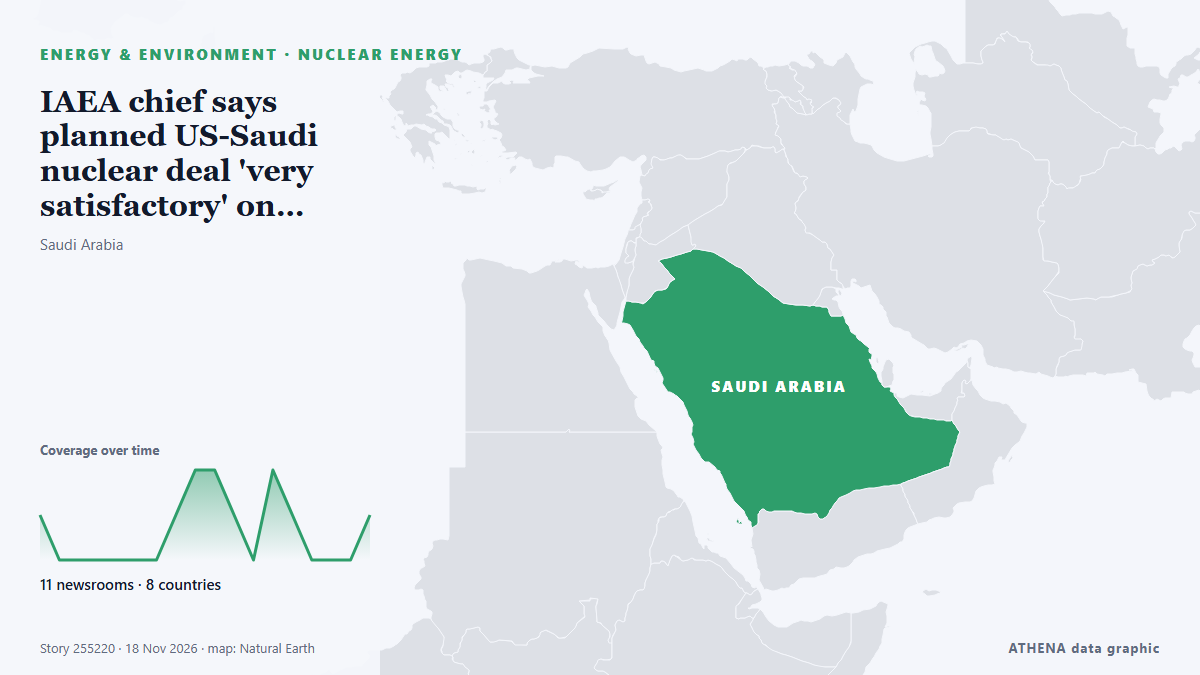 ENERGY & ENVIRONMENT · NUCLEAR ENERGY
IAEA chief says
planned US-Saudi
nuclear deal 'very
satisfactory' on...
Saudi Arabia
SAUDI ARABIA
Coverage over time
11 newsrooms · 8 countries
Story 255220 · 18 Nov 2026 · map: Natural Earth
ATHENA data graphic